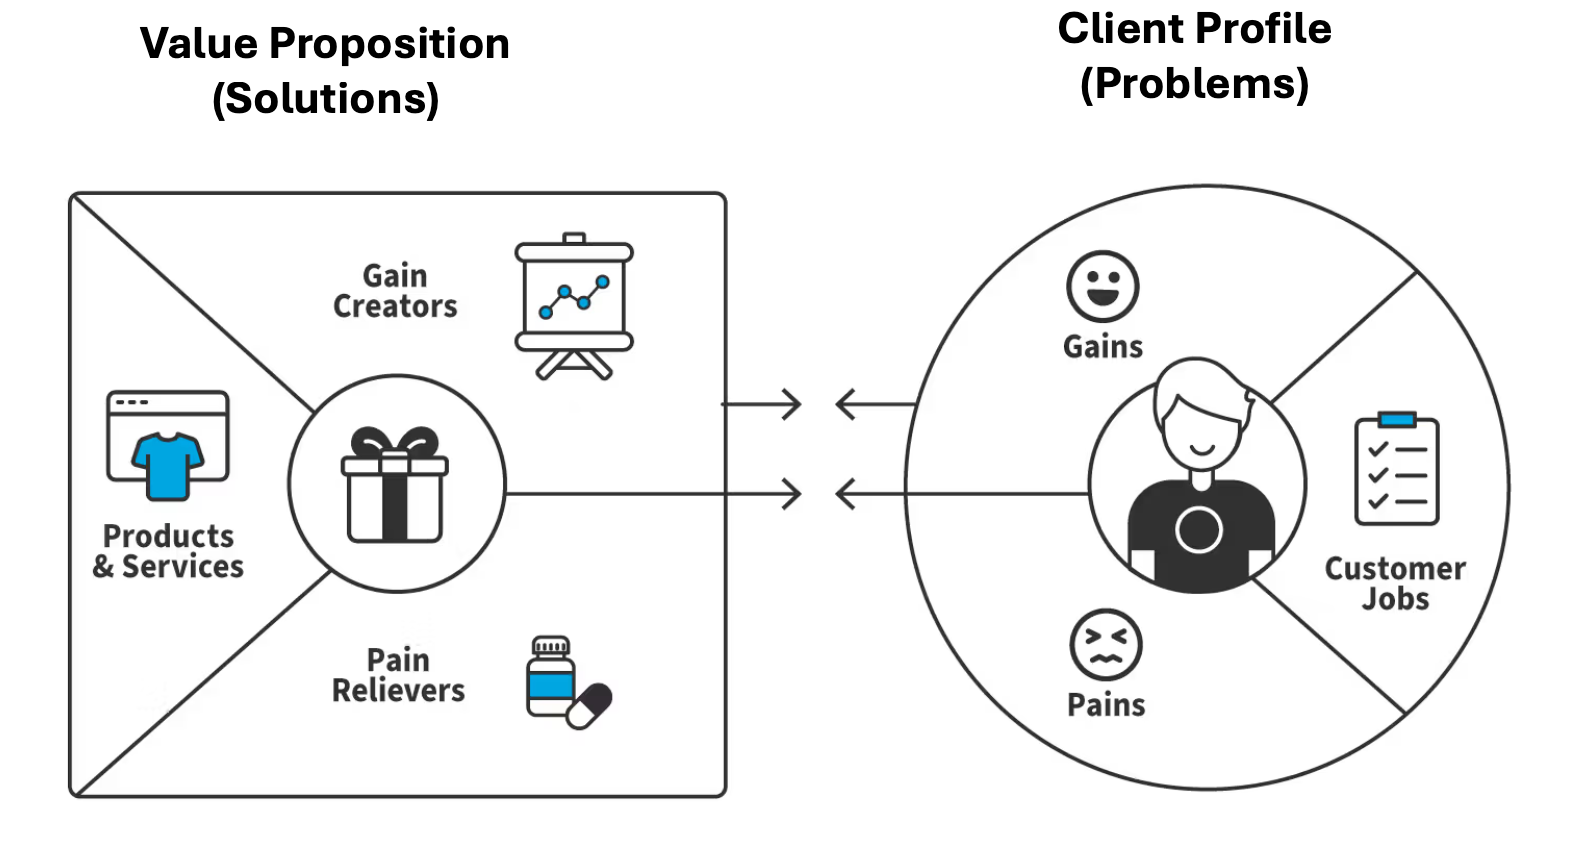 Value Proposition
(Solutions)
Client Profile
(Problems)
Gain
Creators
Products
& Services
Pain
Relievers
Gains
Customer
Jobs
Pains